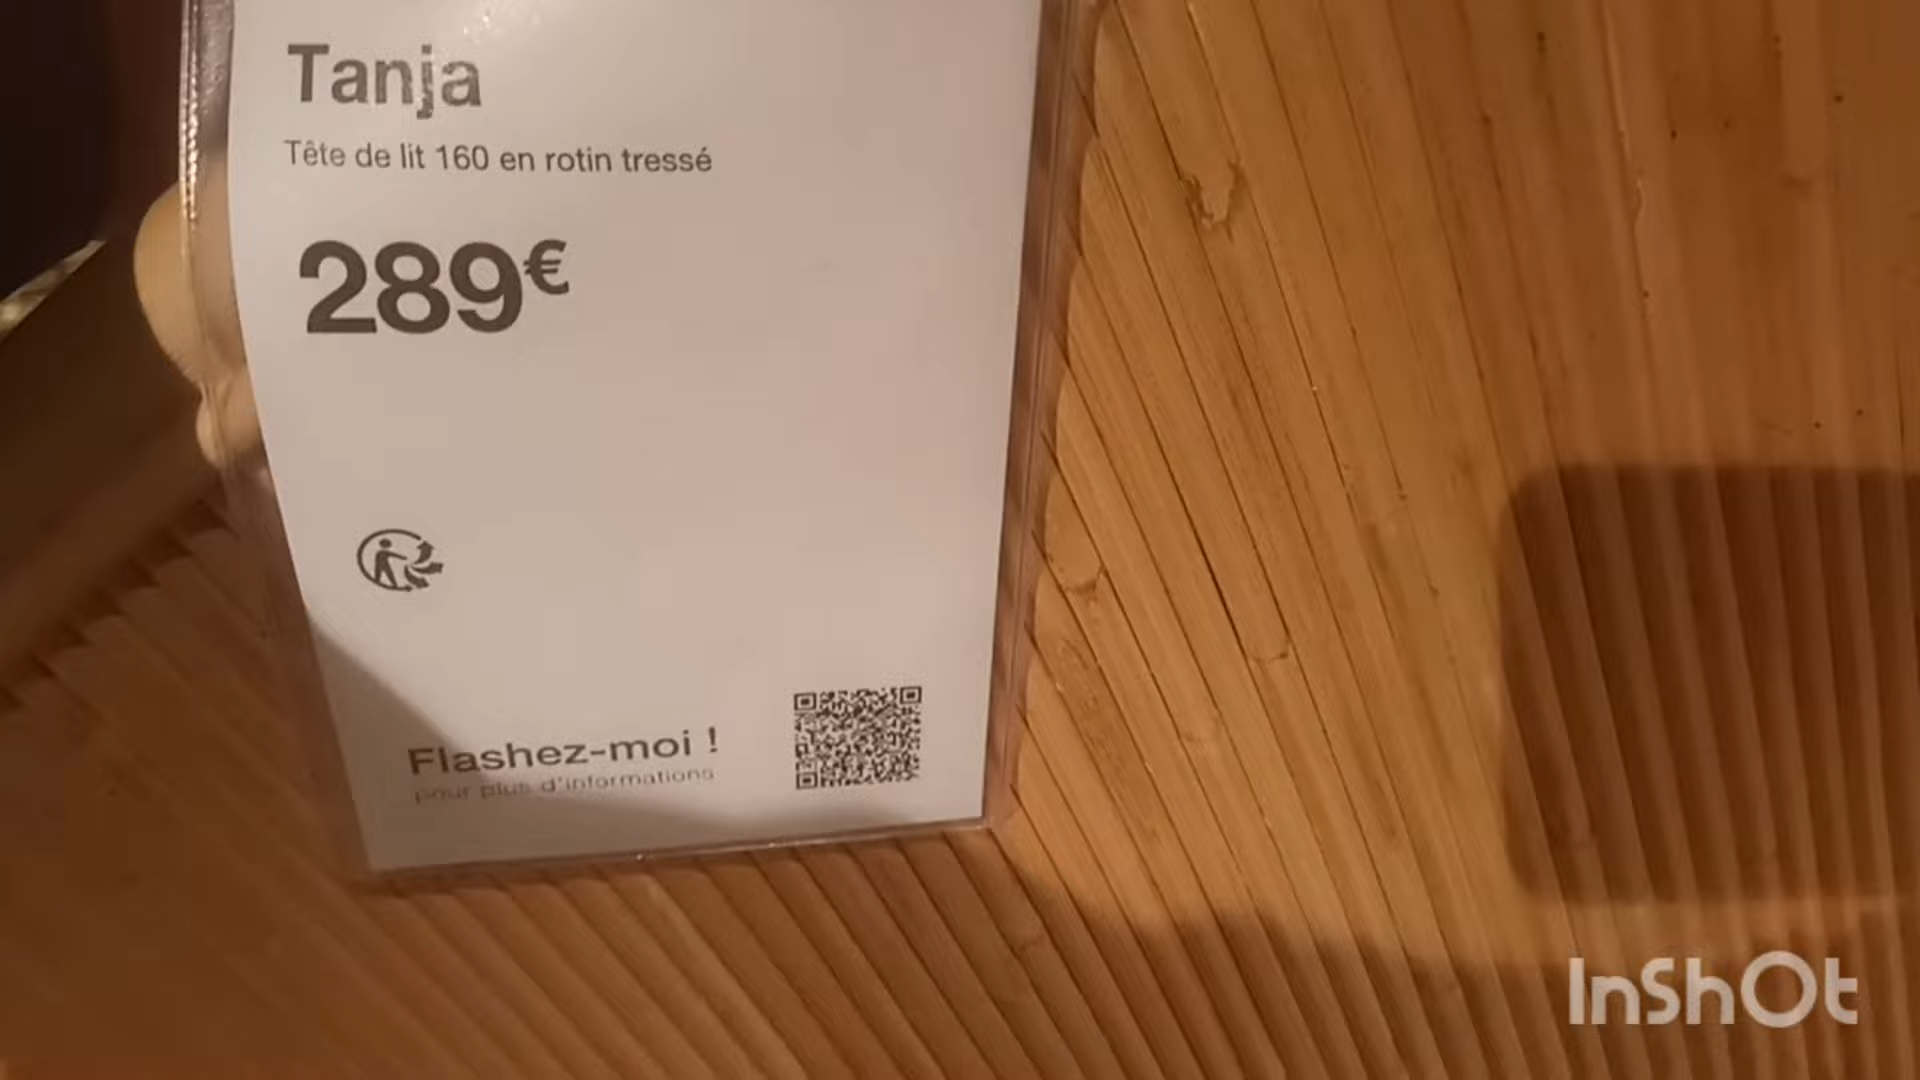 Tanja
Tête de lit 160 en rotin tressé
289€
Flashez-moi !
pour plus d'informations
InShOt